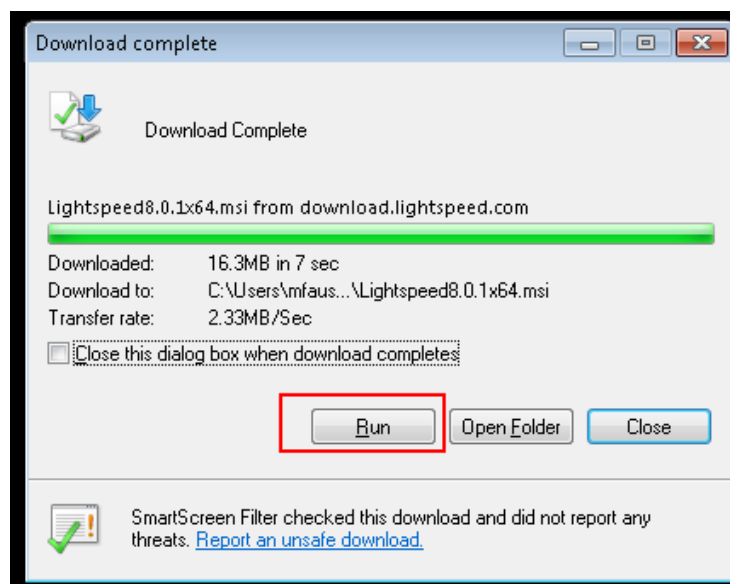 Download complete
Download Complete
Lightspeed8.0.1x64.msi from download.lightspeed.com
Downloaded: 16.3MB in 7 sec
Download to: C:\Users\mfaus...\Lightspeed8.0.1x64.msi
Transfer rate: 2.33MB/Sec
Close this dialog box when download completes
Run Open Folder Close
SmartScreen Filter checked this download and did not report any
threats. Report an unsafe download.